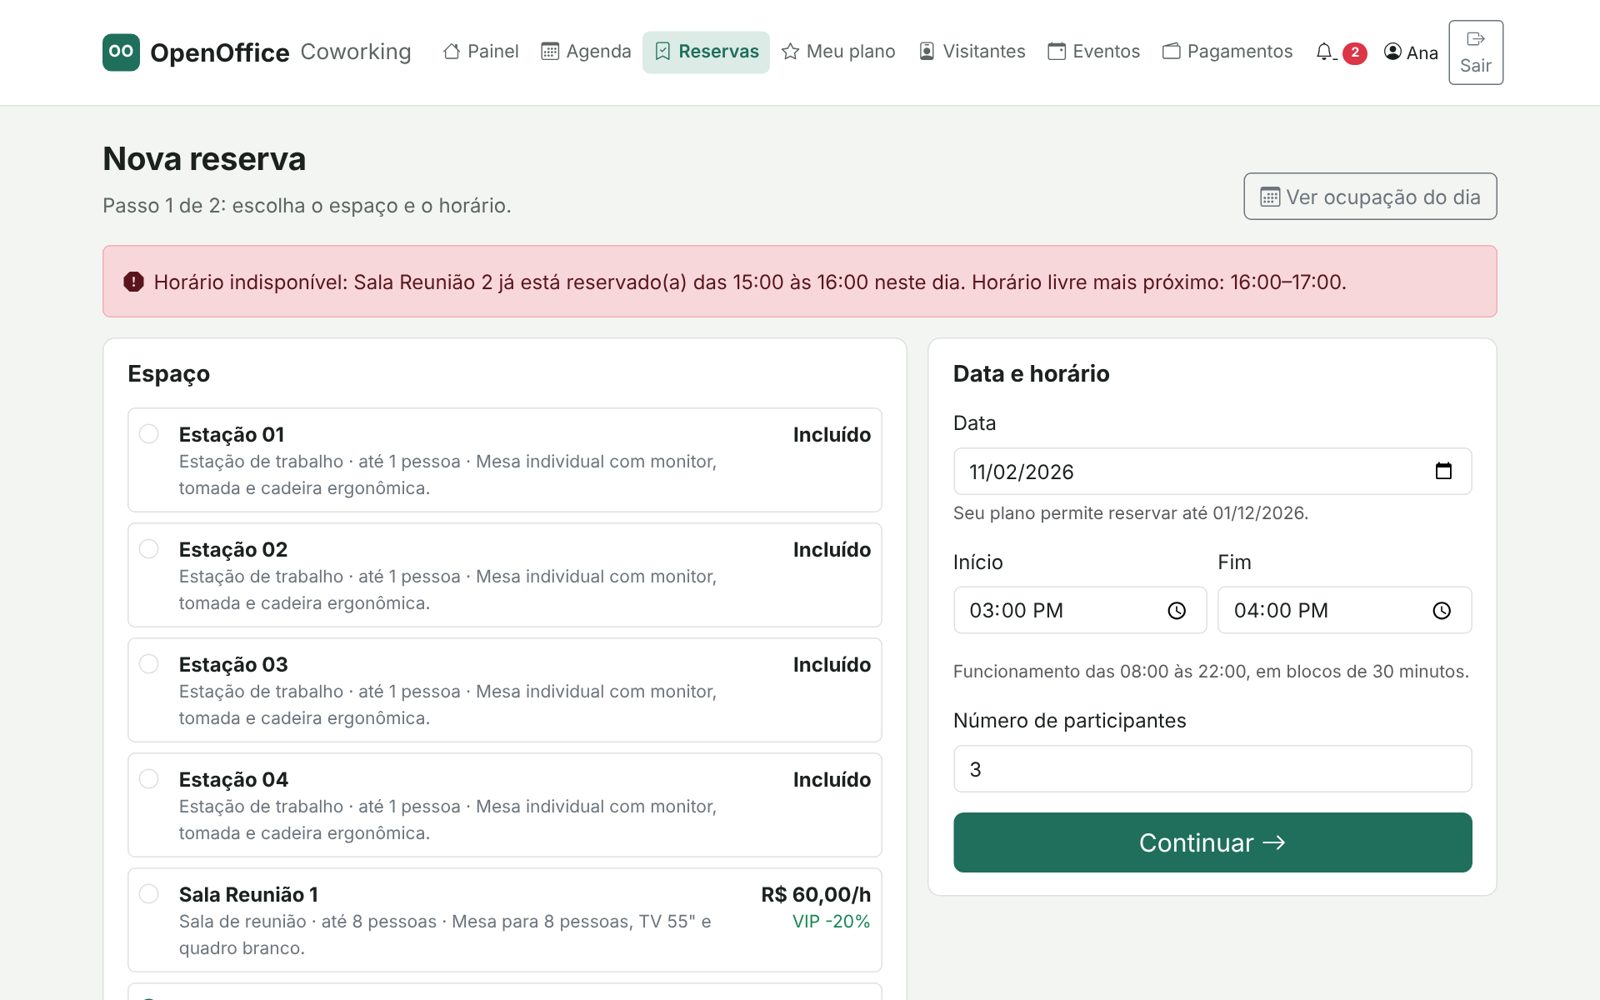 OO OpenOffice Coworking Painel Agenda Reservas Meu plano Visitantes Eventos Pagamentos 2 Ana Sair
Nova reserva
Passo 1 de 2: escolha o espaço e o horário.
Ver ocupação do dia
Horário indisponível: Sala Reunião 2 já está reservado(a) das 15:00 às 16:00 neste dia. Horário livre mais próximo: 16:00–17:00.
Espaço
Estação 01 Incluído
Estação de trabalho · até 1 pessoa · Mesa individual com monitor,
tomada e cadeira ergonômica.
Estação 02 Incluído
Estação de trabalho · até 1 pessoa · Mesa individual com monitor,
tomada e cadeira ergonômica.
Estação 03 Incluído
Estação de trabalho · até 1 pessoa · Mesa individual com monitor,
tomada e cadeira ergonômica.
Estação 04 Incluído
Estação de trabalho · até 1 pessoa · Mesa individual com monitor,
tomada e cadeira ergonômica.
Sala Reunião 1 R$ 60,00/h
Sala de reunião · até 8 pessoas · Mesa para 8 pessoas, TV 55" e VIP -20%
quadro branco.
Data e horário
Data
11/02/2026
Seu plano permite reservar até 01/12/2026.
Início Fim
03:00 PM 04:00 PM
Funcionamento das 08:00 às 22:00, em blocos de 30 minutos.
Número de participantes
3
Continuar →